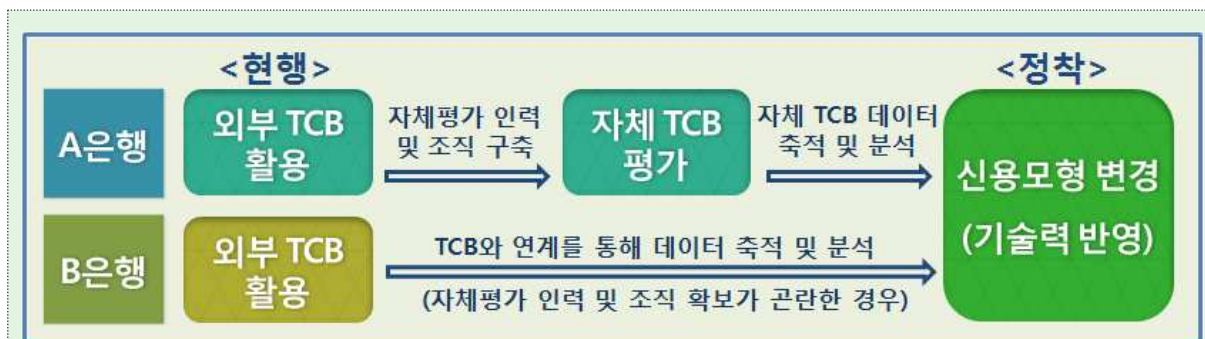 <현행>
<정착>
A은행
외부 TCB
활용
자체평가 인력
및 조직 구축
자체 TCB
평가
자체 TCB 데이터
축적 및 분석
신용모형 변경
(기술력 반영)
B은행
외부 TCB
활용
TCB와 연계를 통해 데이터 축적 및 분석
(자체평가 인력 및 조직 확보가 곤란한 경우)